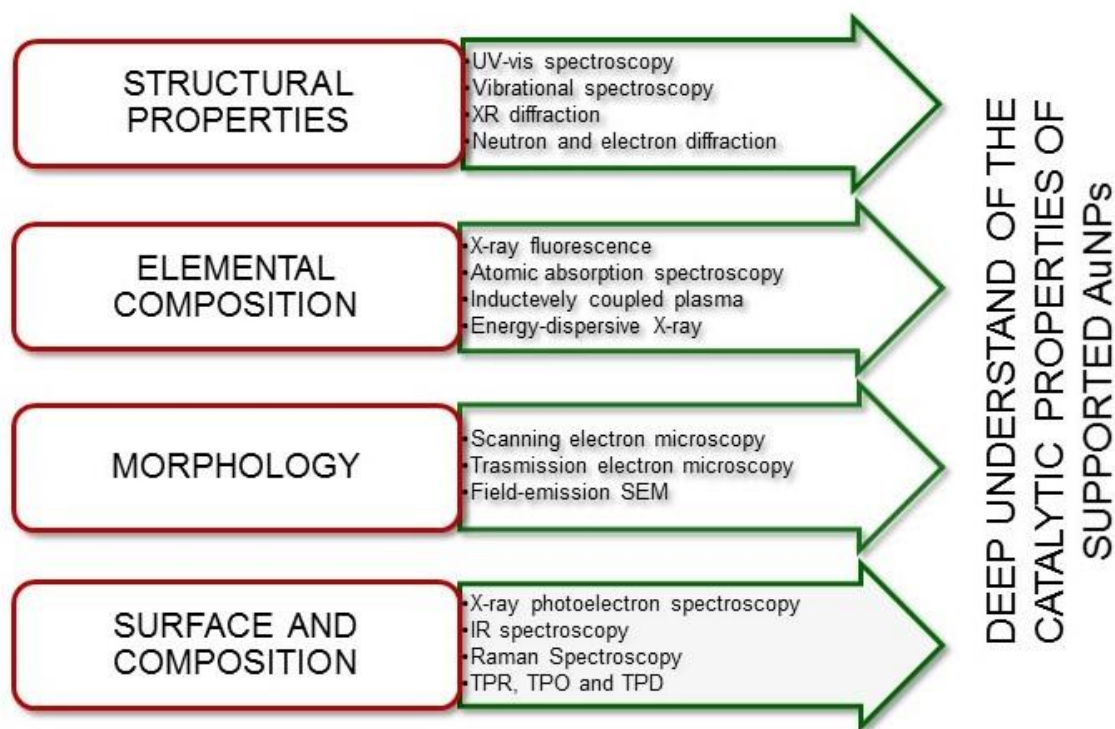 STRUCTURAL
PROPERTIES
•UV-vis spectroscopy
•Vibrational spectroscopy
•XR diffraction
•Neutron and electron diffraction
ELEMENTAL
COMPOSITION
•X-ray fluorescence
•Atomic absorption spectroscopy
•Inductevely coupled plasma
•Energy-dispersive X-ray
MORPHOLOGY
•Scanning electron microscopy
•Trasmission electron microscopy
•Field-emission SEM
SURFACE AND
COMPOSITION
•X-ray photoelectron spectroscopy
•IR spectroscopy
•Raman Spectroscopy
•TPR, TPO and TPD
DEEP UNDERSTAND OF THE
CATALYTIC PROPERTIES OF
SUPPORTED AuNPs